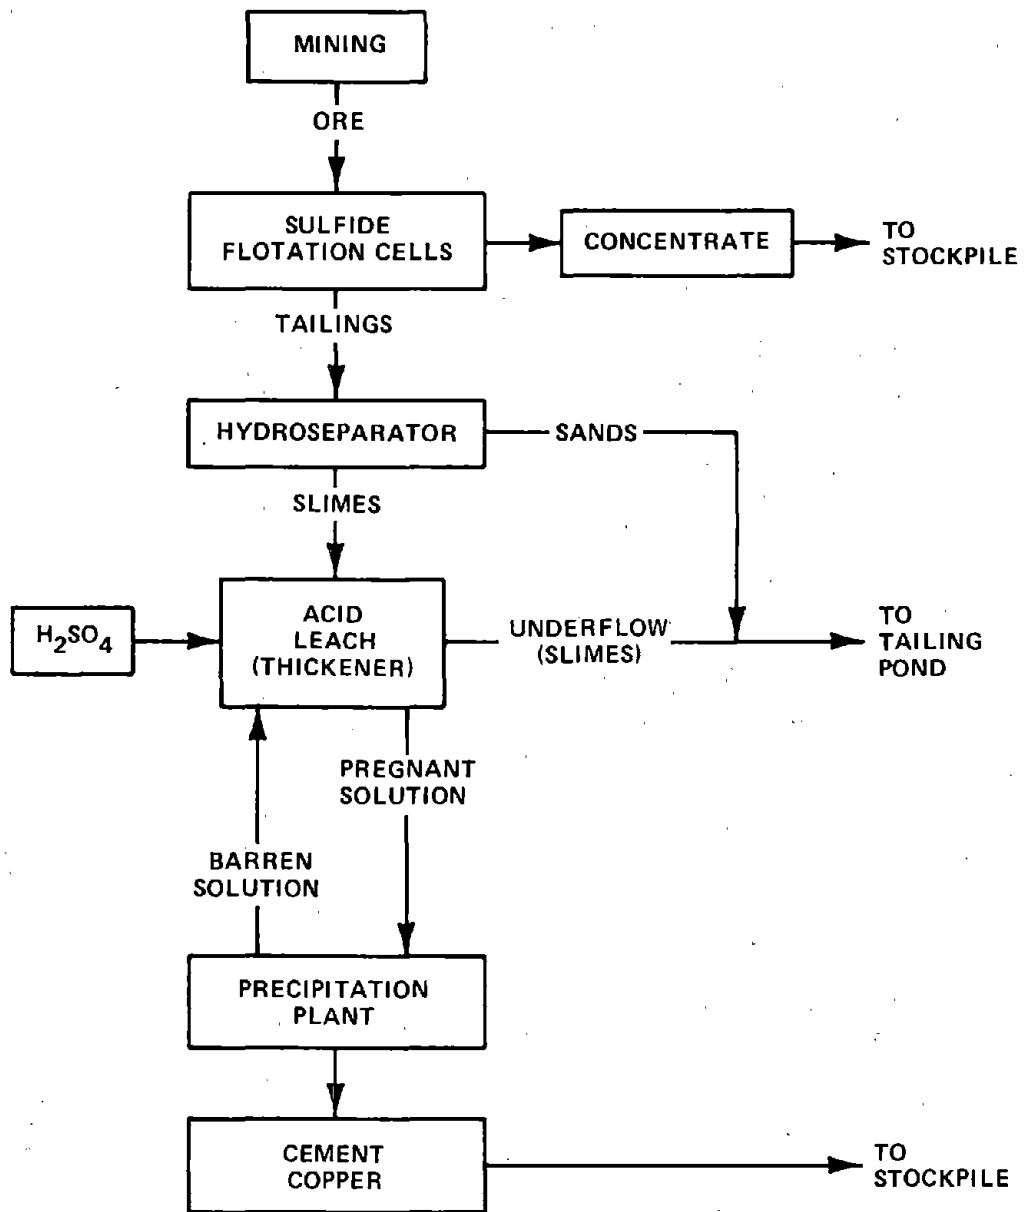 MINING
ORE
SULFIDE
FLOTATION CELLS
CONCENTRATE
TO
STOCKPILE
TAILINGS
HYDROSEPARATOR
SANDS
SLIMES
H₂SO₄
ACID
LEACH
(THICKENER)
UNDERFLOW
(SLIMES)
TO
TAILING
POND
PREGNANT
SOLUTION
BARREN
SOLUTION
PRECIPITATION
PLANT
CEMENT
COPPER
TO
STOCKPILE